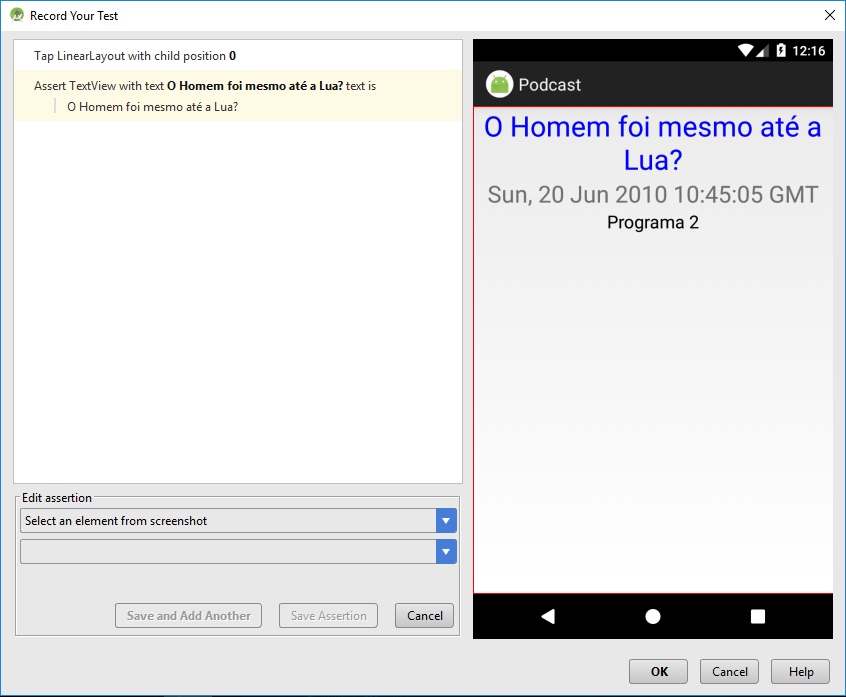 Record Your Test
Tap LinearLayout with child position 0
Assert TextView with text O Homem foi mesmo até a Lua? text is
O Homem foi mesmo até a Lua?
Edit assertion
Select an element from screenshot
Save and Add Another
Save Assertion
Cancel
12:16
Podcast
O Homem foi mesmo até a
Lua?
Sun, 20 Jun 2010 10:45:05 GMT
Programa 2
OK
Cancel
Help